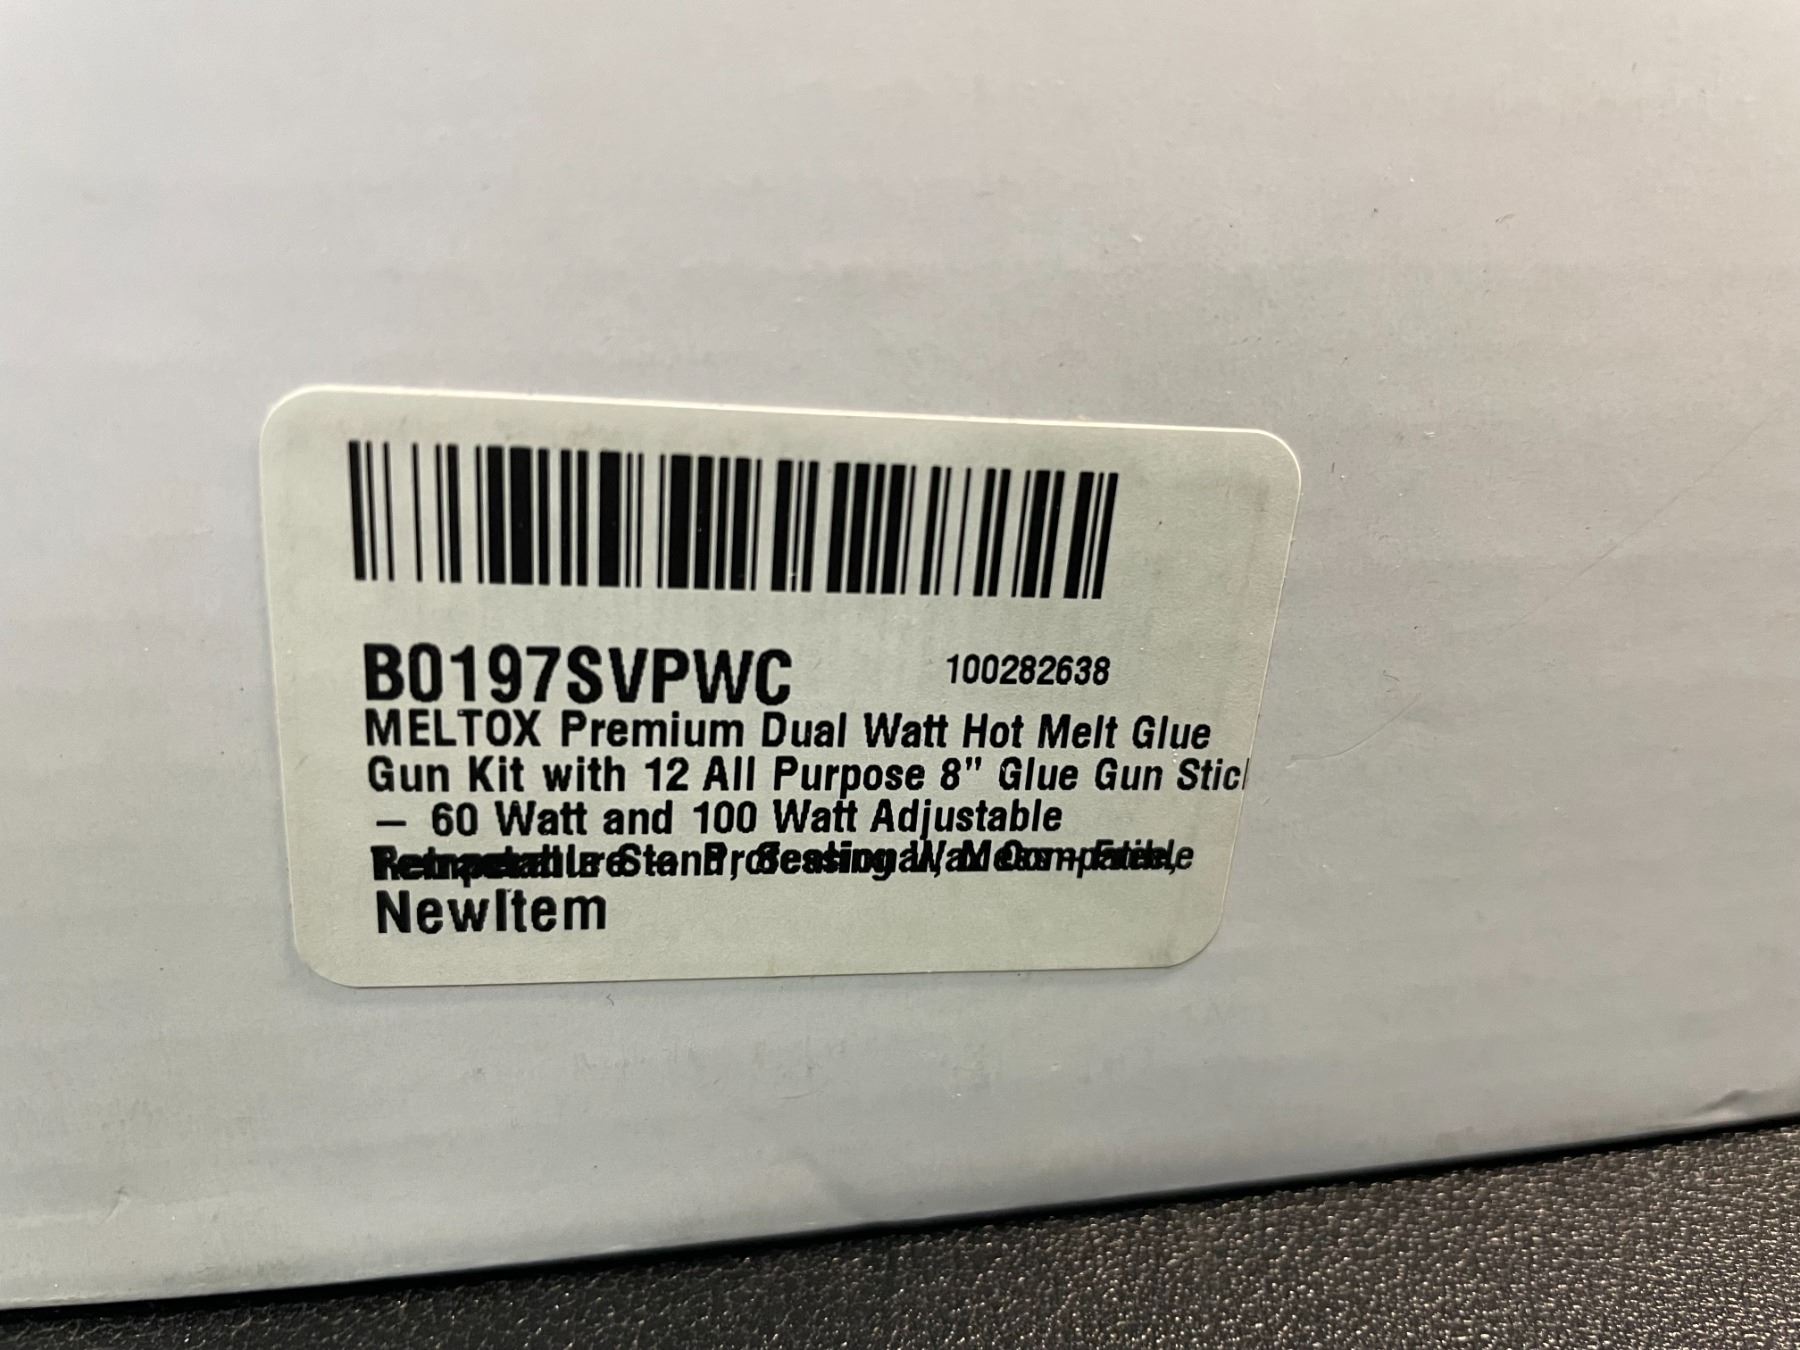 B0197SVPWC 100282638
MELTOX Premium Dual Watt Hot Melt Glue
Gun Kit with 12 All Purpose 8” Glue Gun Stic
– 60 Watt and 100 Watt Adjustable
NewItem